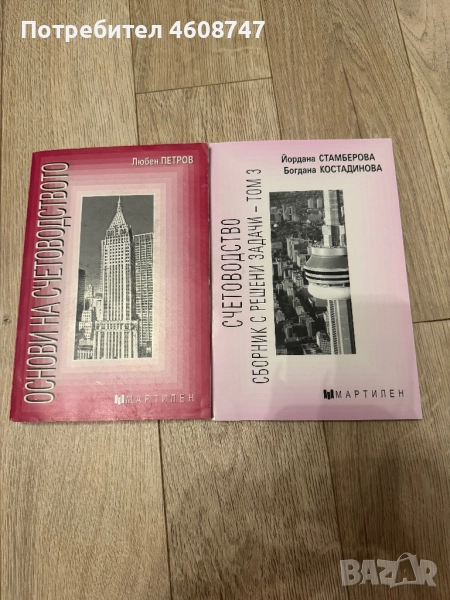 Потребител 4608747
Любен ПЕТРОВ
ОСНОВИ НА СЧЕТОВОДСТВОТО
МАРТИЛЕН
Йордана СТАМБЕРОВА
Богдана КОСТАДИНОВА
СЧЕТОВОДСТВО
СБОРНИК С РЕШЕНИ ЗАДАЧИ – ТОМ 3
МАРТИЛЕН
BAZAR